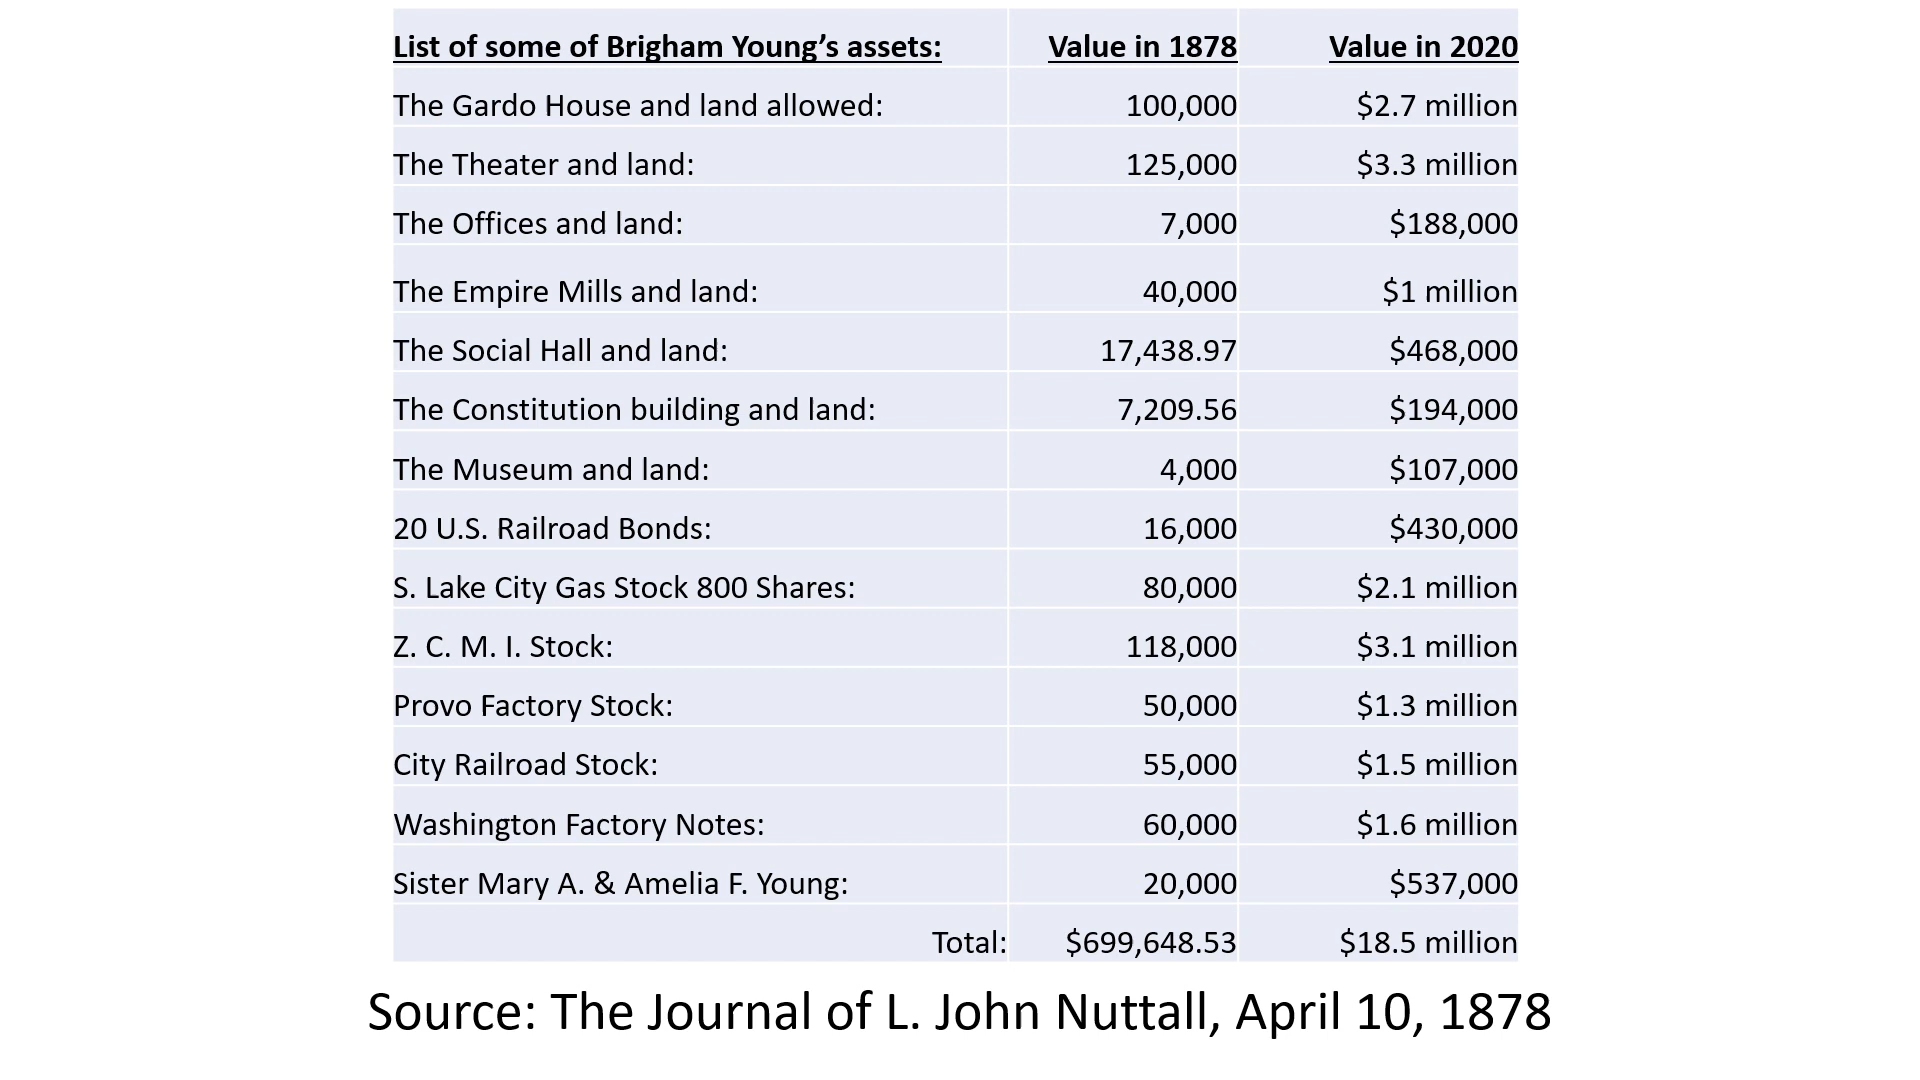 List of some of Brigham Young’s assets: Value in 1878 Value in 2020
The Gardo House and land allowed: 100,000 $2.7 million
The Theater and land: 125,000 $3.3 million
The Offices and land: 7,000 $188,000
The Empire Mills and land: 40,000 $1 million
The Social Hall and land: 17,438.97 $468,000
The Constitution building and land: 7,209.56 $194,000
The Museum and land: 4,000 $107,000
20 U.S. Railroad Bonds: 16,000 $430,000
S. Lake City Gas Stock 800 Shares: 80,000 $2.1 million
Z. C. M. I. Stock: 118,000 $3.1 million
Provo Factory Stock: 50,000 $1.3 million
City Railroad Stock: 55,000 $1.5 million
Washington Factory Notes: 60,000 $1.6 million
Sister Mary A. & Amelia F. Young: 20,000 $537,000
Total: $699,648.53 $18.5 million
Source: The Journal of L. John Nuttall, April 10, 1878